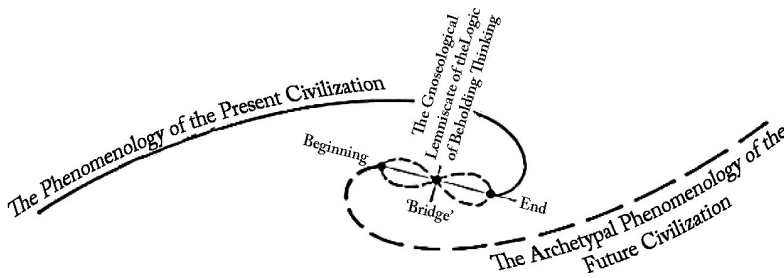 The Phenomenology of the Present Civilization
The Gnoseological
Lemniscate of theLogic
of Beholding Thinking
Beginning
'Bridge'
End
The Archetypal Phenomenology of the
Future Civilization